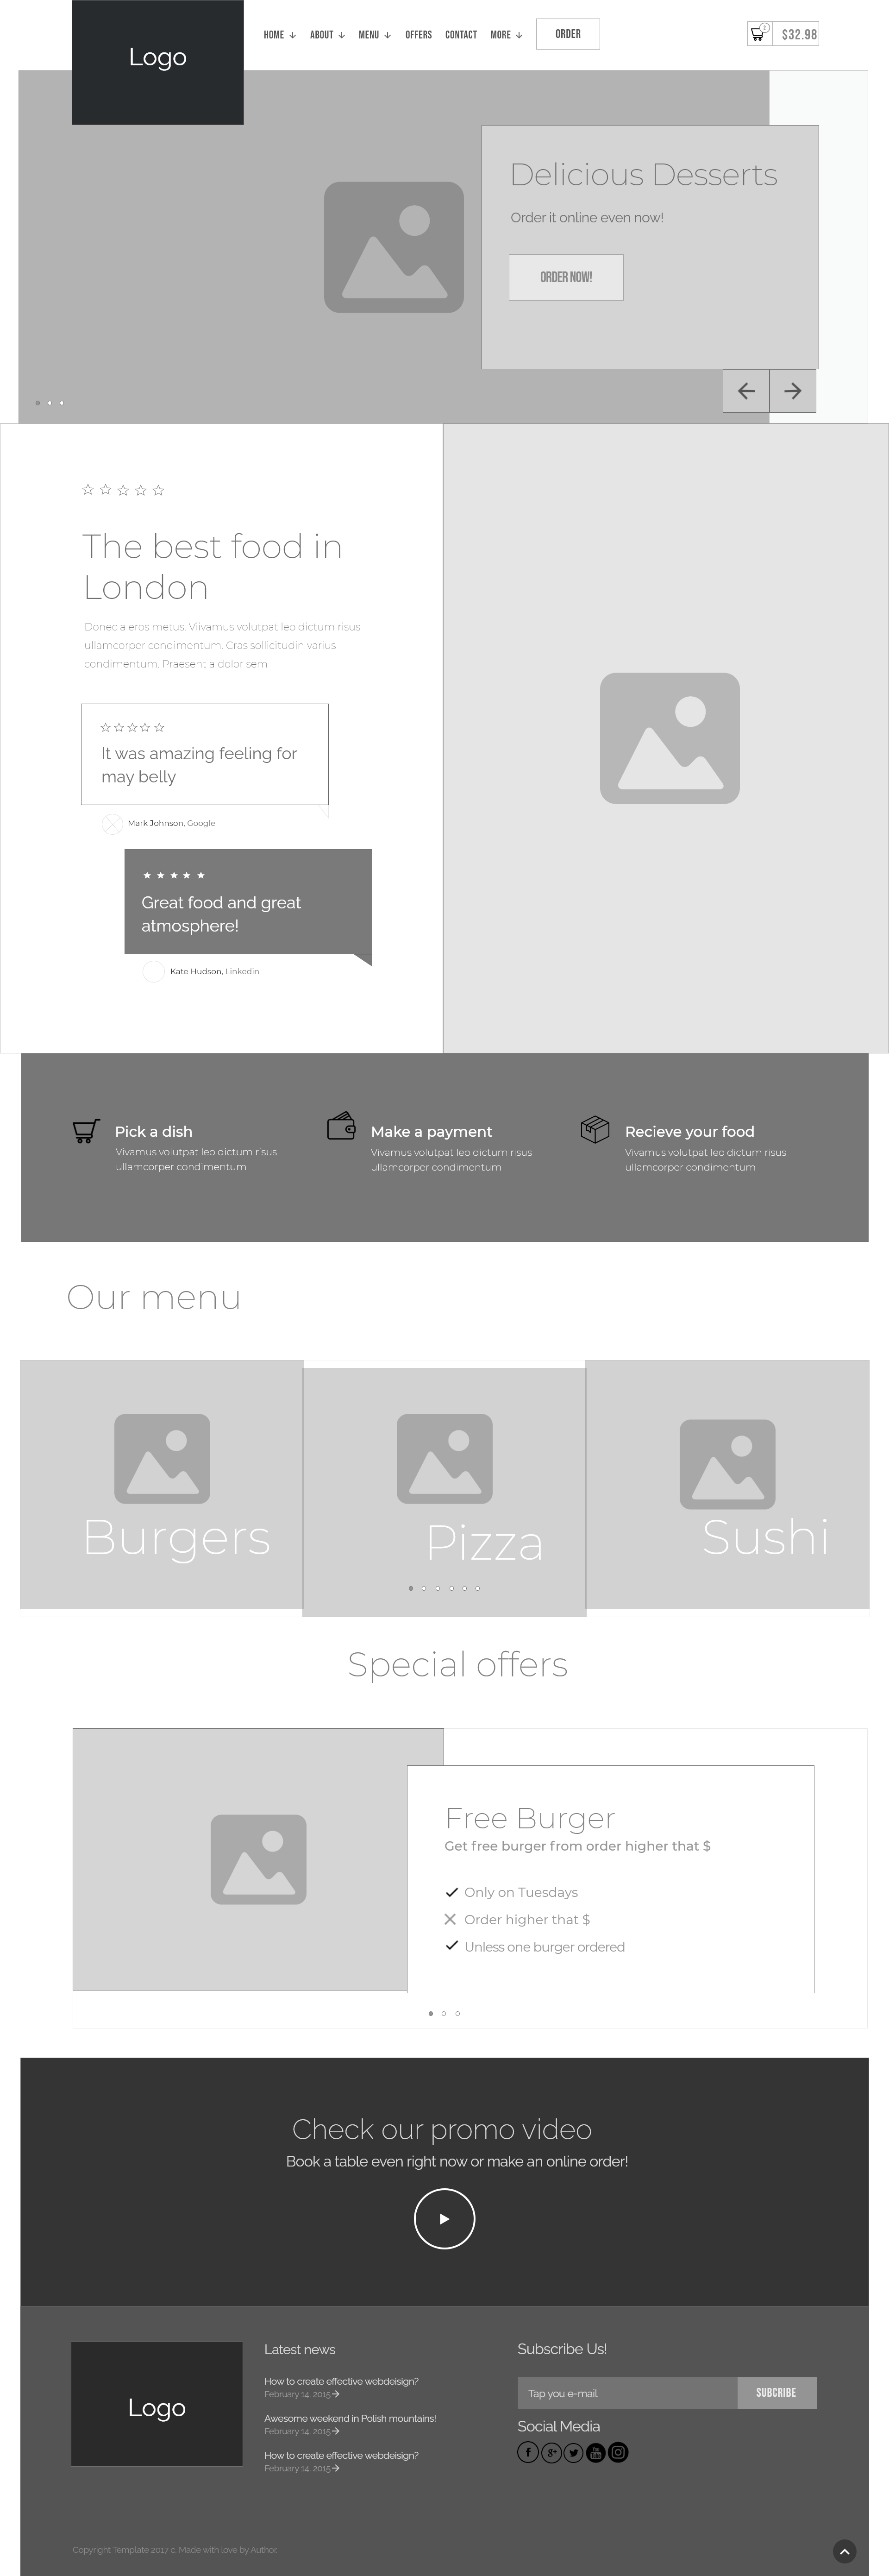 Logo
HOME ABOUT MENU OFFERS CONTACT MORE ORDER $32.98
Delicious Desserts
Order it online even now!
ORDER NOW!
The best food in
London
Donec a eros metus. Viivamus volutpat leo dictum risus
ullamcorper condimentum. Cras sollicitudin varius
condimentum. Praesent a dolor sem
It was amazing feeling for
may belly
Mark Johnson, Google
Great food and great
atmosphere!
Kate Hudson, Linkedin
Pick a dish
Vivamus volutpat leo dictum risus
ullamcorper condimentum
Make a payment
Vivamus volutpat leo dictum risus
ullamcorper condimentum
Recieve your food
Vivamus volutpat leo dictum risus
ullamcorper condimentum
Our menu
Burgers
Pizza
Sushi
Special offers
Free Burger
Get free burger from order higher that $
Only on Tuesdays
Order higher that $
Unless one burger ordered
Check our promo video
Book a table even right now or make an online order!
Logo
Latest news
How to create effective webdeisign?
February 14, 2015
Awesome weekend in Polish mountains!
February 14, 2015
How to create effective webdeisign?
February 14, 2015
Subscribe Us!
Tap you e-mail
SUBCRIBE
Social Media
Copyright Template 2017 c. Made with love by Author